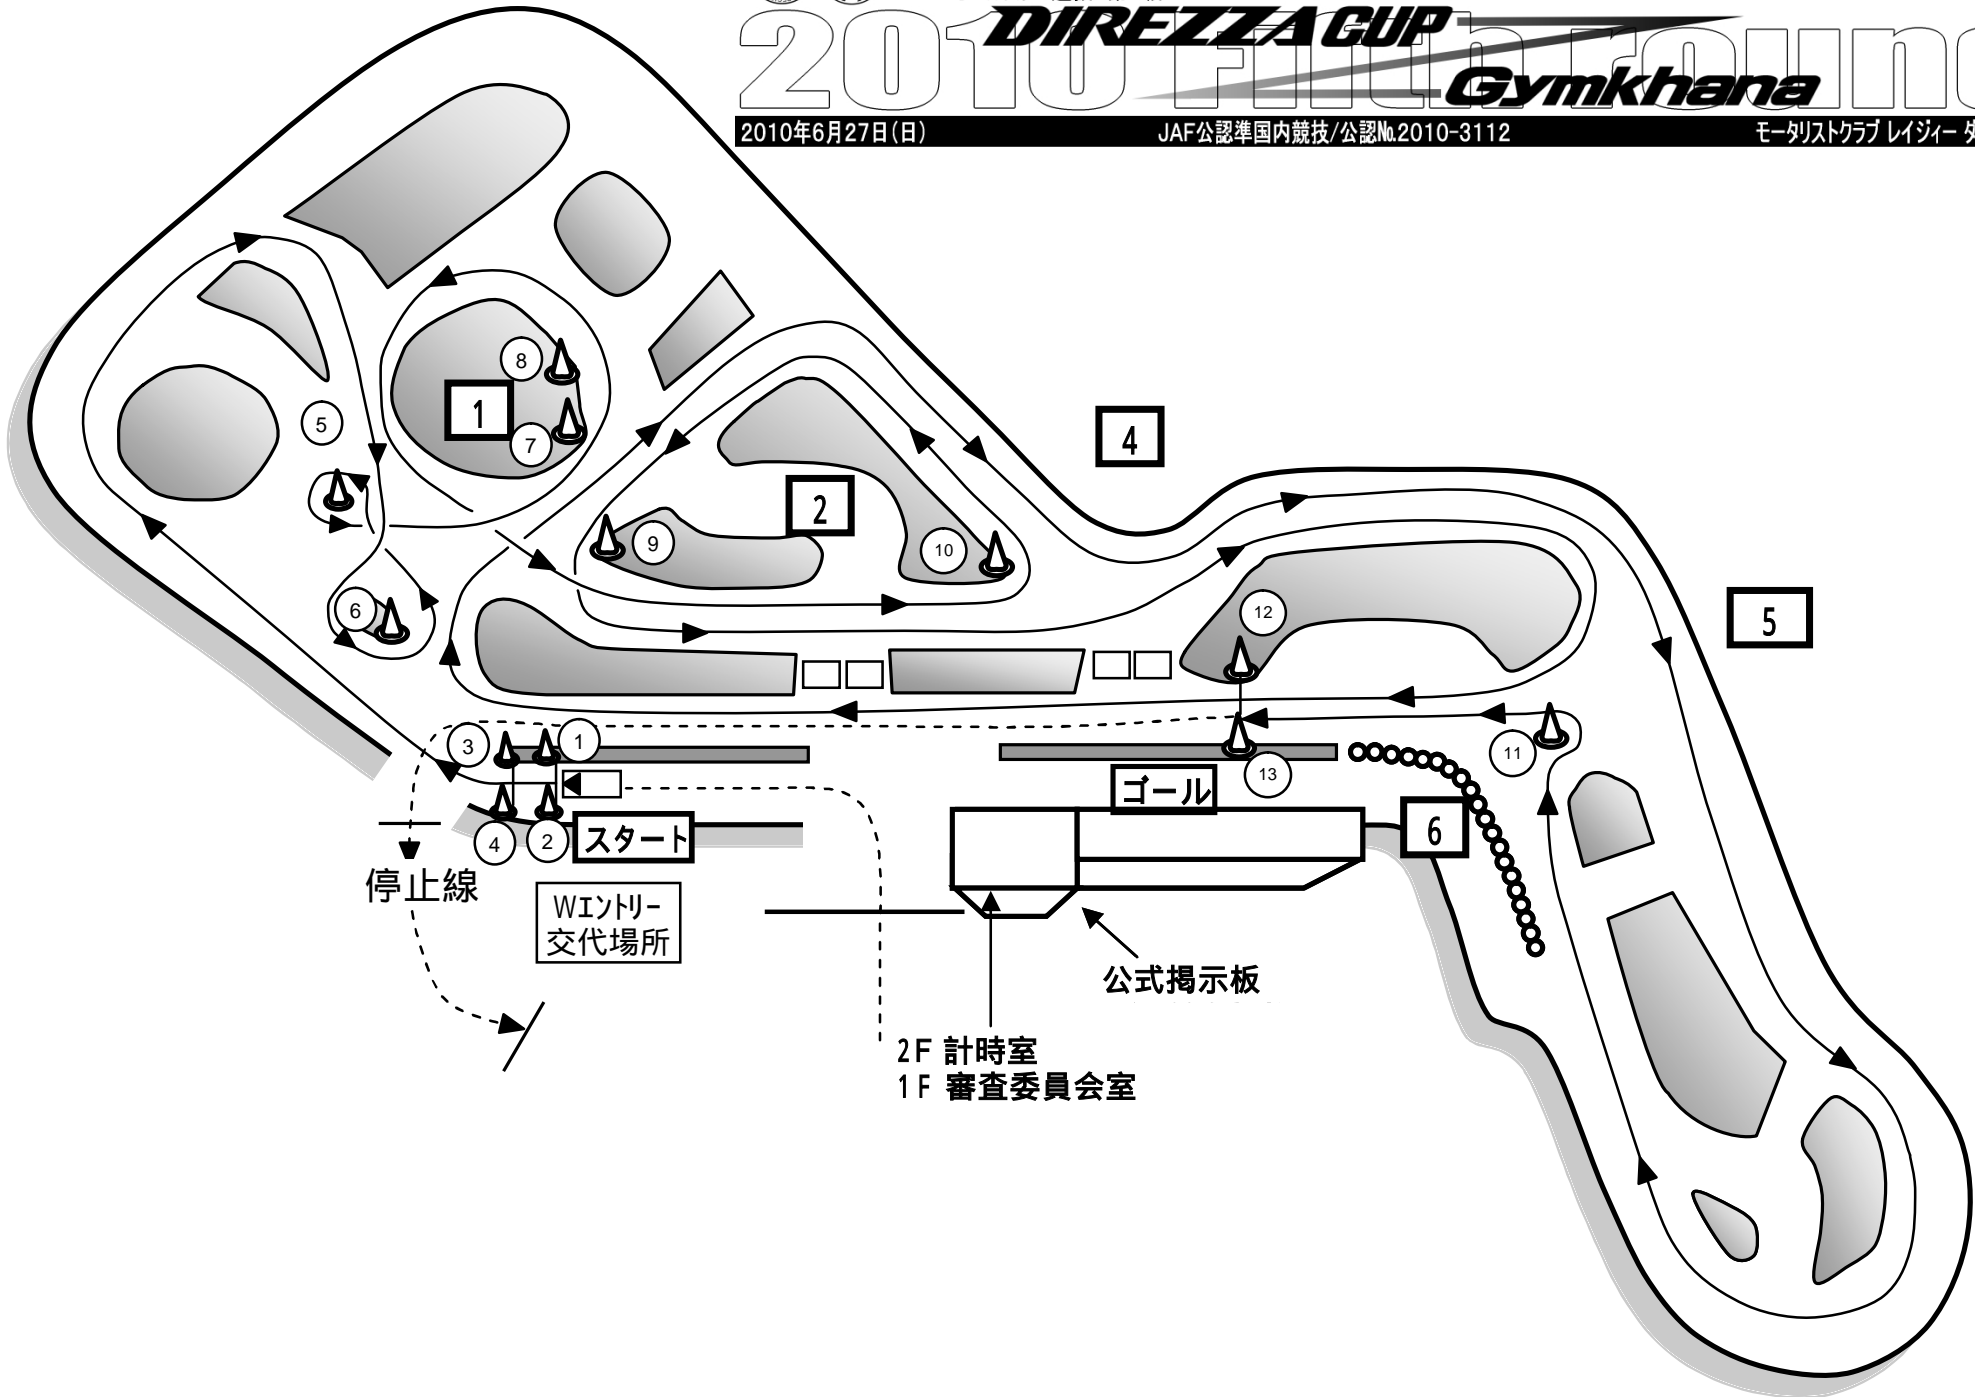 DIREZZA CUP
2010 Fifth round
Gymkhana
2010年6月27日(日)
JAF公認準国内競技/公認№2010-3112
モータリストクラブ レイジィー
8
1
7
5
4
2
9
10
12
6
5
3
1
11
13
ゴール
4
2
スタート
6
停止線
Wエントリー
交代場所
公式掲示板
2F 計時室
1F 審査委員会室